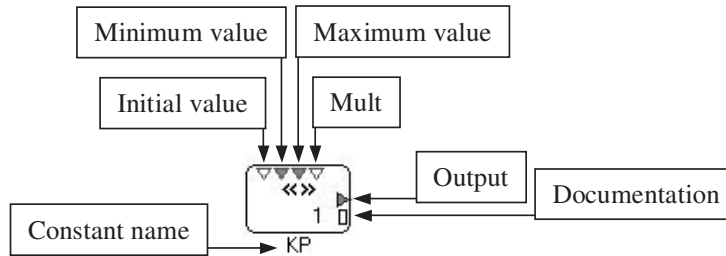 Minimum value
Maximum value
Initial value
Mult
«»
Output
1
Documentation
Constant name
KP